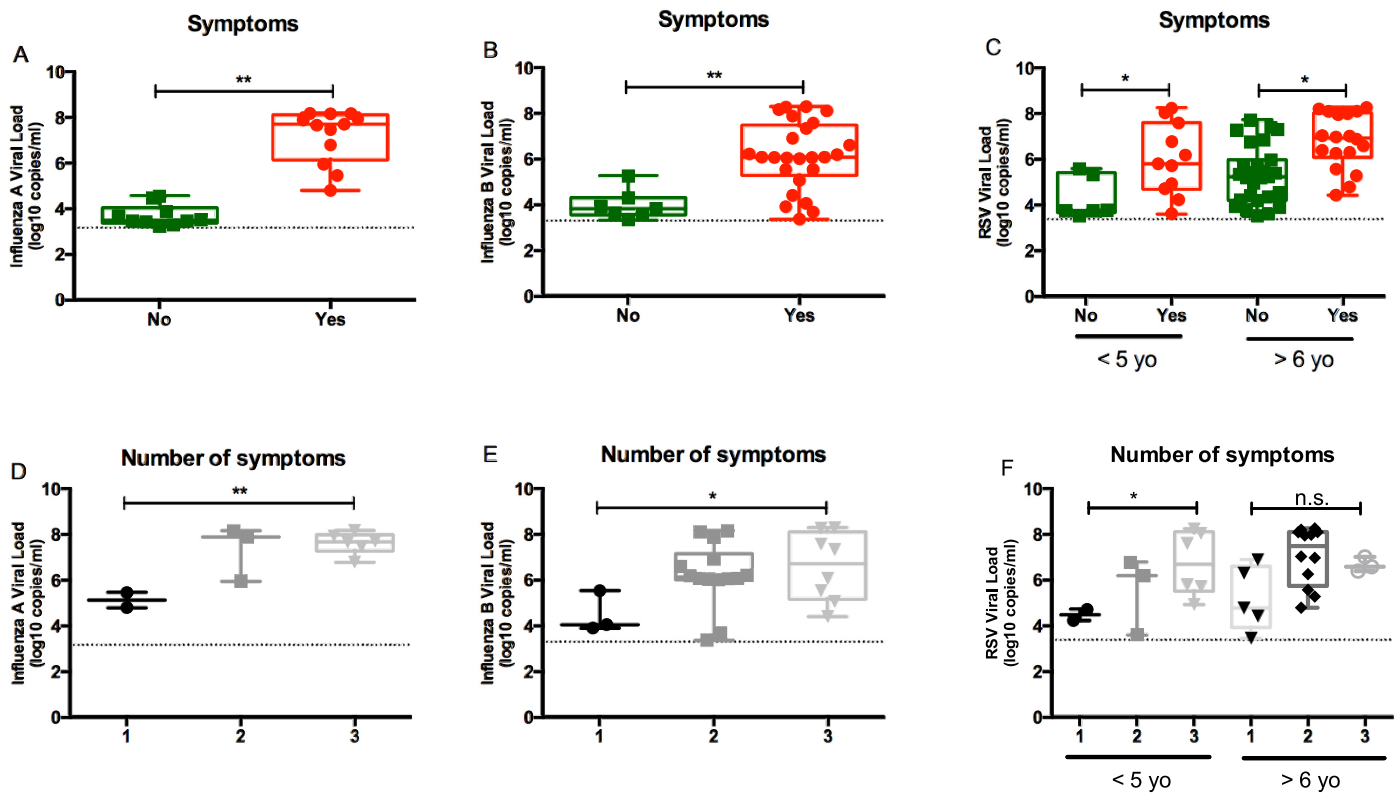 A
Symptoms
Influenza A Viral Load
(log10 copies/ml)
10
8
6
4
2
0
**
No
Yes
B
Symptoms
Influenza B Viral Load
(log10 copies/ml)
10
8
6
4
2
0
**
No
Yes
C
Symptoms
RSV Viral Load
(log10 copies/ml)
10
8
6
4
2
0
*
*
No
Yes
No
Yes
< 5 yo
> 6 yo
D
Number of symptoms
Influenza A Viral Load
(log10 copies/ml)
10
8
6
4
2
0
**
1
2
3
E
Number of symptoms
Influenza B Viral Load
(log10 copies/ml)
10
8
6
4
2
0
*
1
2
3
F
Number of symptoms
RSV Viral Load
(log10 copies/ml)
10
8
6
4
2
0
*
n.s.
1
2
3
1
2
3
< 5 yo
> 6 yo